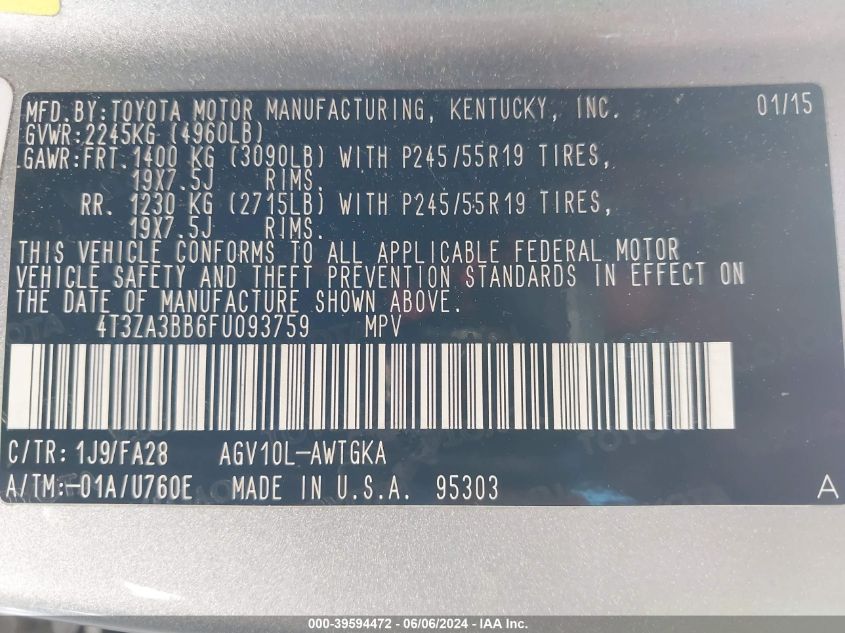 MFD.BY:TOYOTA MOTOR MANUFACTURING, KENTUCKY, INC. 01/15
GVWR:2245KG (4960LB)
GAWR:FRT. 1400 KG (3090LB) WITH P245/55R19 TIRES,
19X7.5J RIMS.
RR. 1230 KG (2715LB) WITH P245/55R19 TIRES,
19X7.5J RIMS.
THIS VEHICLE CONFORMS TO ALL APPLICABLE FEDERAL MOTOR
VEHICLE SAFETY AND THEFT PREVENTION STANDARDS IN EFFECT ON
THE DATE OF MANUFACTURE SHOWN ABOVE.
4T3ZA3BB6FU093759 MPV
C/TR: 1J9/FA28 AGV10L-AWTGKA
A/TM:-01A/U760E MADE IN U.S.A. 95303 A
000-39594472 - 06/06/2024 - IAA Inc.